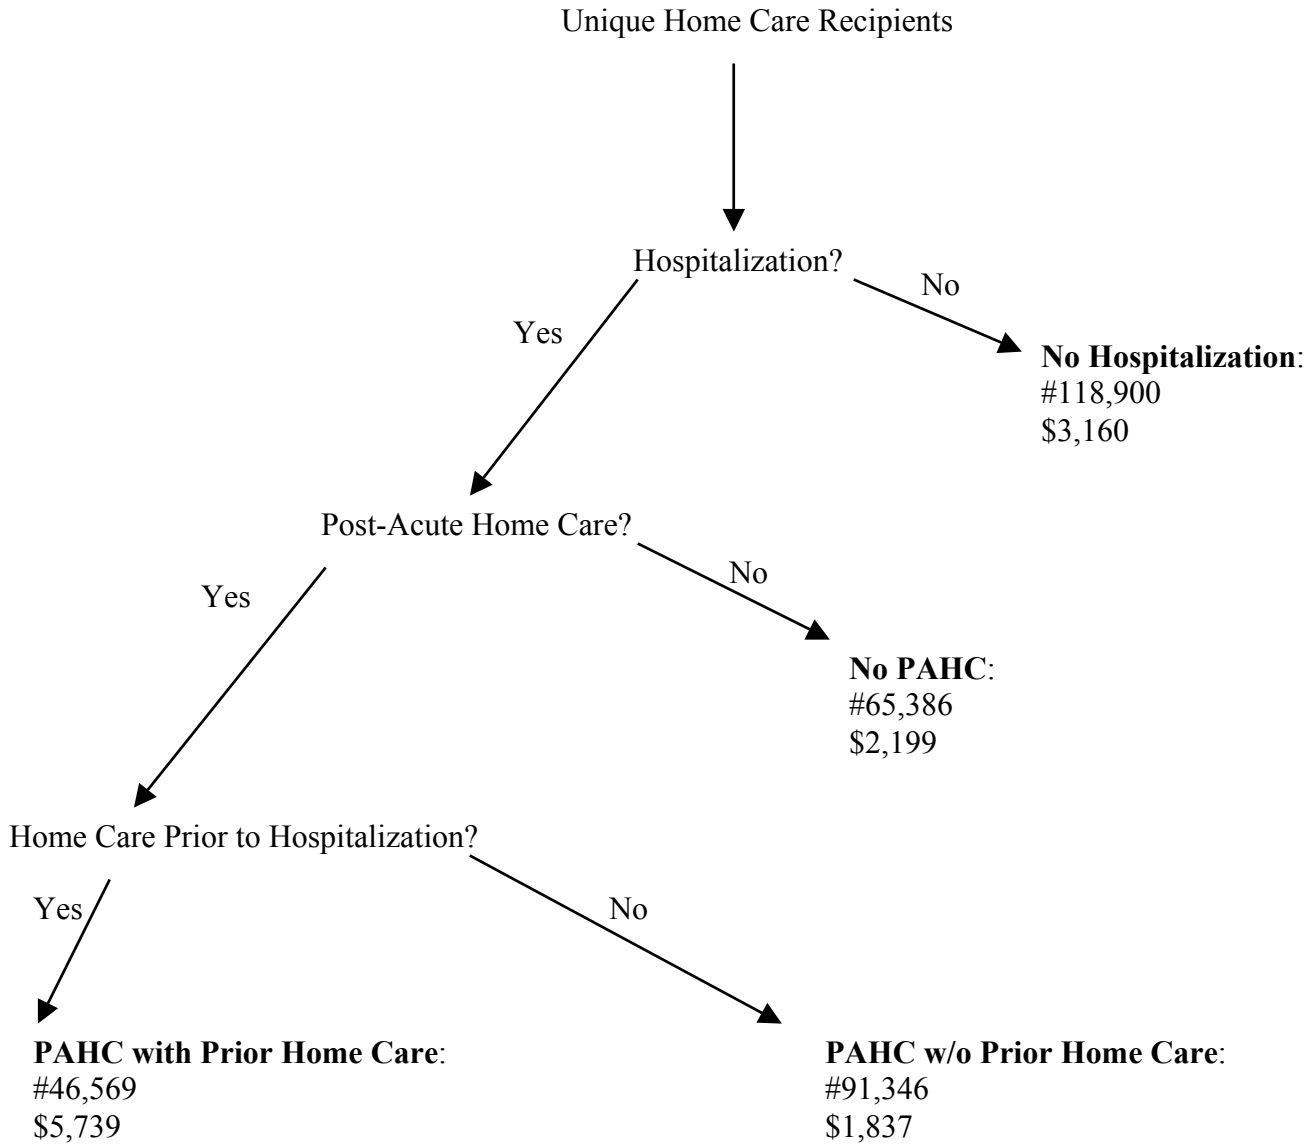 Unique Home Care Recipients
Hospitalization?
No
Yes
No Hospitalization:
#118,900
$3,160
Post-Acute Home Care?
No
Yes
No PAHC:
#65,386
$2,199
Home Care Prior to Hospitalization?
Yes
No
PAHC with Prior Home Care:
#46,569
$5,739
PAHC w/o Prior Home Care:
#91,346
$1,837